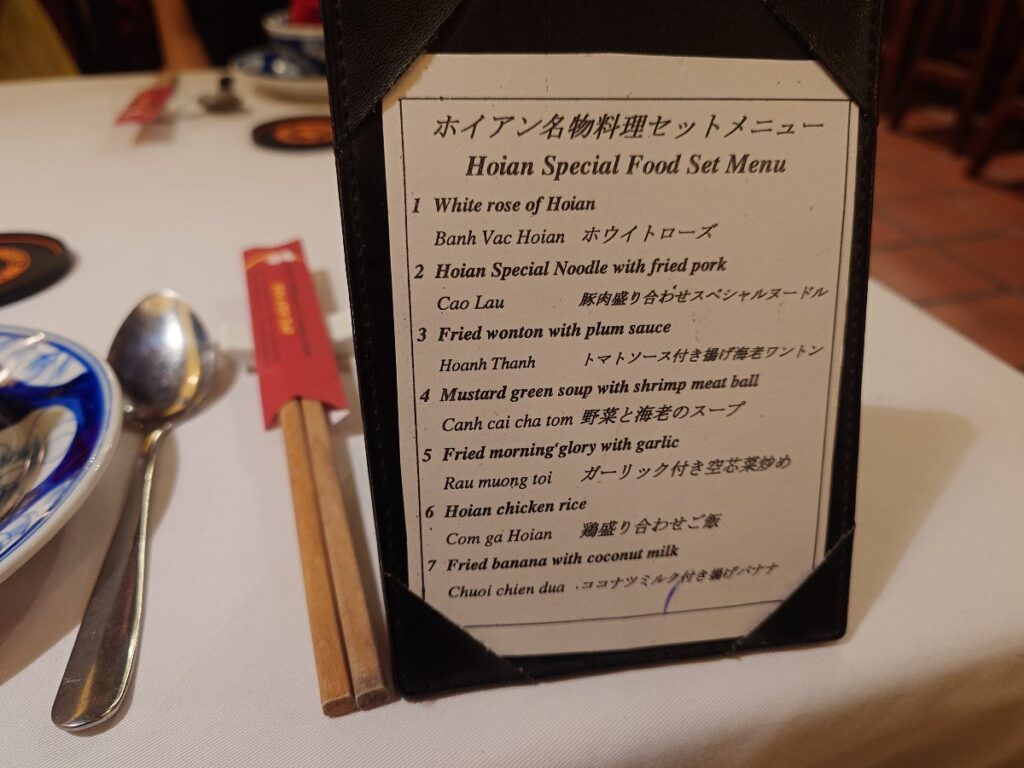 ホイアン名物料理セットメニュー
Hoian Special Food Set Menu
1 White rose of Hoian
Banh Vac Hoian ホワイトローズ
2 Hoian Special Noodle with fried pork
Cao Lau 豚肉盛り合わせスペシャルヌードル
3 Fried wonton with plum sauce
Hoanh Thanh トマトソース付き揚げ海老ワントン
4 Mustard green soup with shrimp meat ball
Canh cai cha tom 野菜と海老のスープ
5 Fried morning glory with garlic
Rau muong toi ガーリック付き空芯菜炒め
6 Hoian chicken rice
Com ga Hoian 鶏盛り合わせご飯
7 Fried banana with coconut milk
Chuoi chien dua ココナツミルク付き揚げバナナ